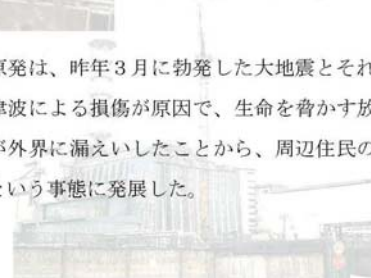 原発は、昨年３月に勃発した大地震とそれ
津波による損傷が原因で、生命を脅かす放
が外界に漏えいしたことから、周辺住民の
という事態に発展した。